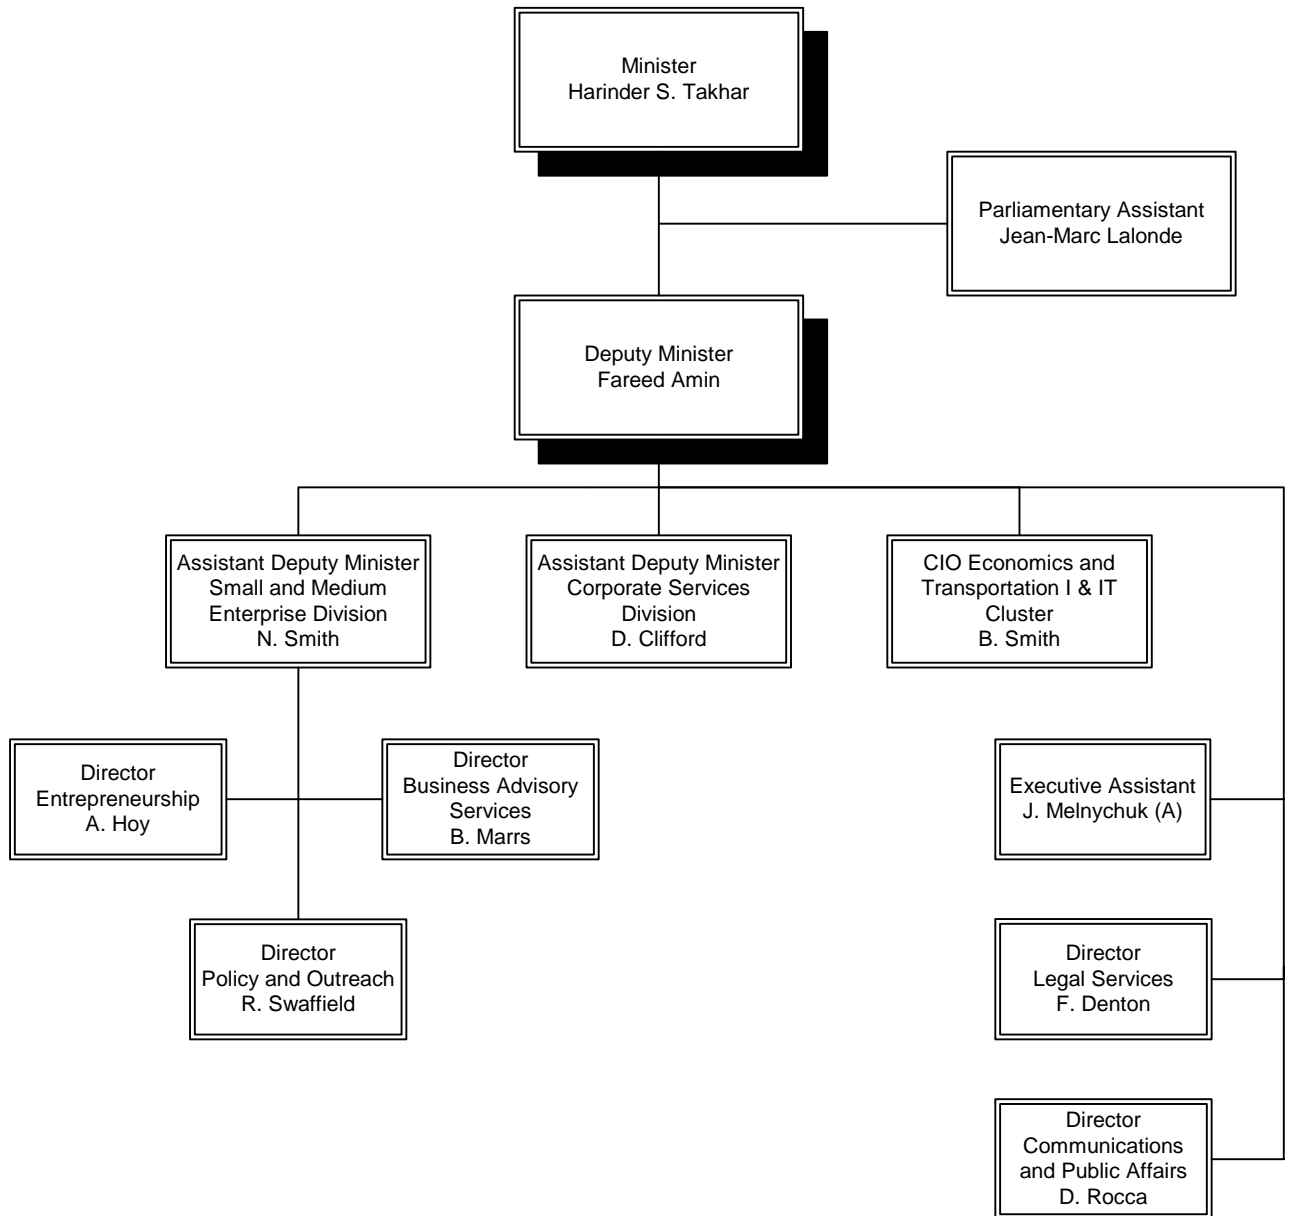 Minister
Harinder S. Takhar
Parliamentary Assistant
Jean-Marc Lalonde
Deputy Minister
Fareed Amin
Assistant Deputy Minister
Small and Medium
Enterprise Division
N. Smith
Assistant Deputy Minister
Corporate Services
Division
D. Clifford
CIO Economics and
Transportation I & IT
Cluster
B. Smith
Director
Entrepreneurship
A. Hoy
Director
Business Advisory
Services
B. Marrs
Executive Assistant
J. Melnychuk (A)
Director
Policy and Outreach
R. Swaffield
Director
Legal Services
F. Denton
Director
Communications
and Public Affairs
D. Rocca